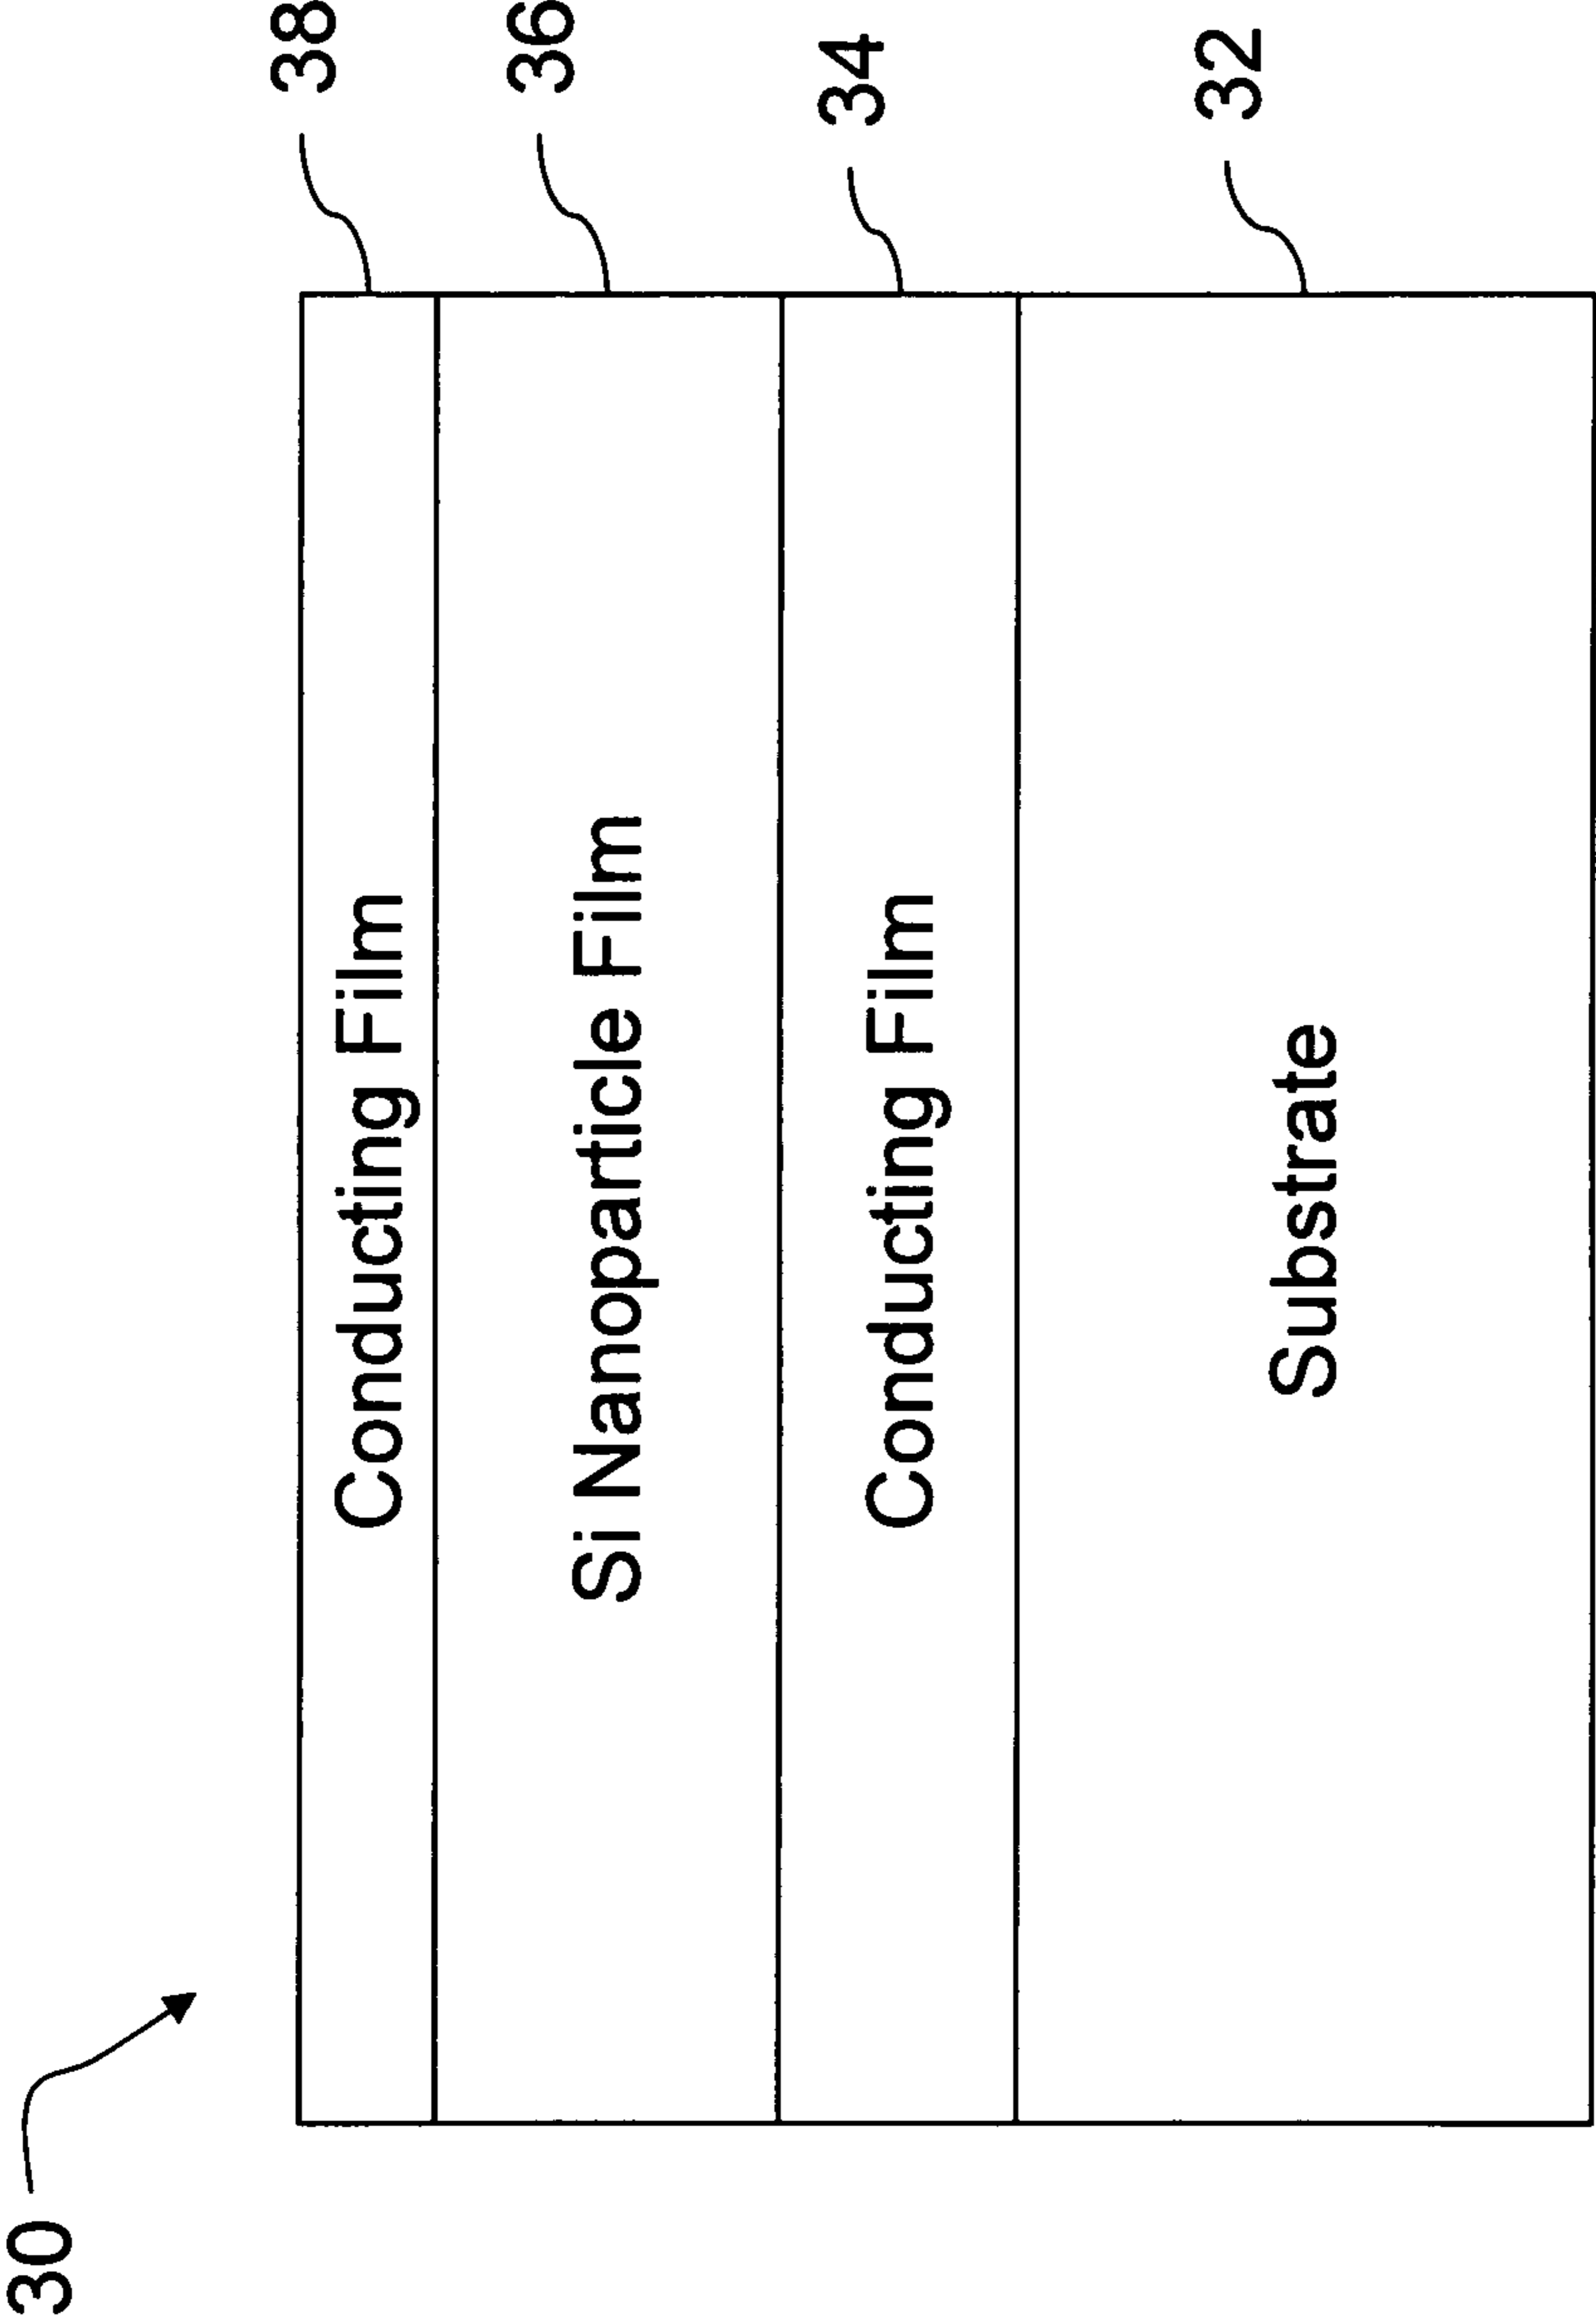 30
38
Conducting Film
36
Si Nanoparticle Film
34
Conducting Film
32
Substrate